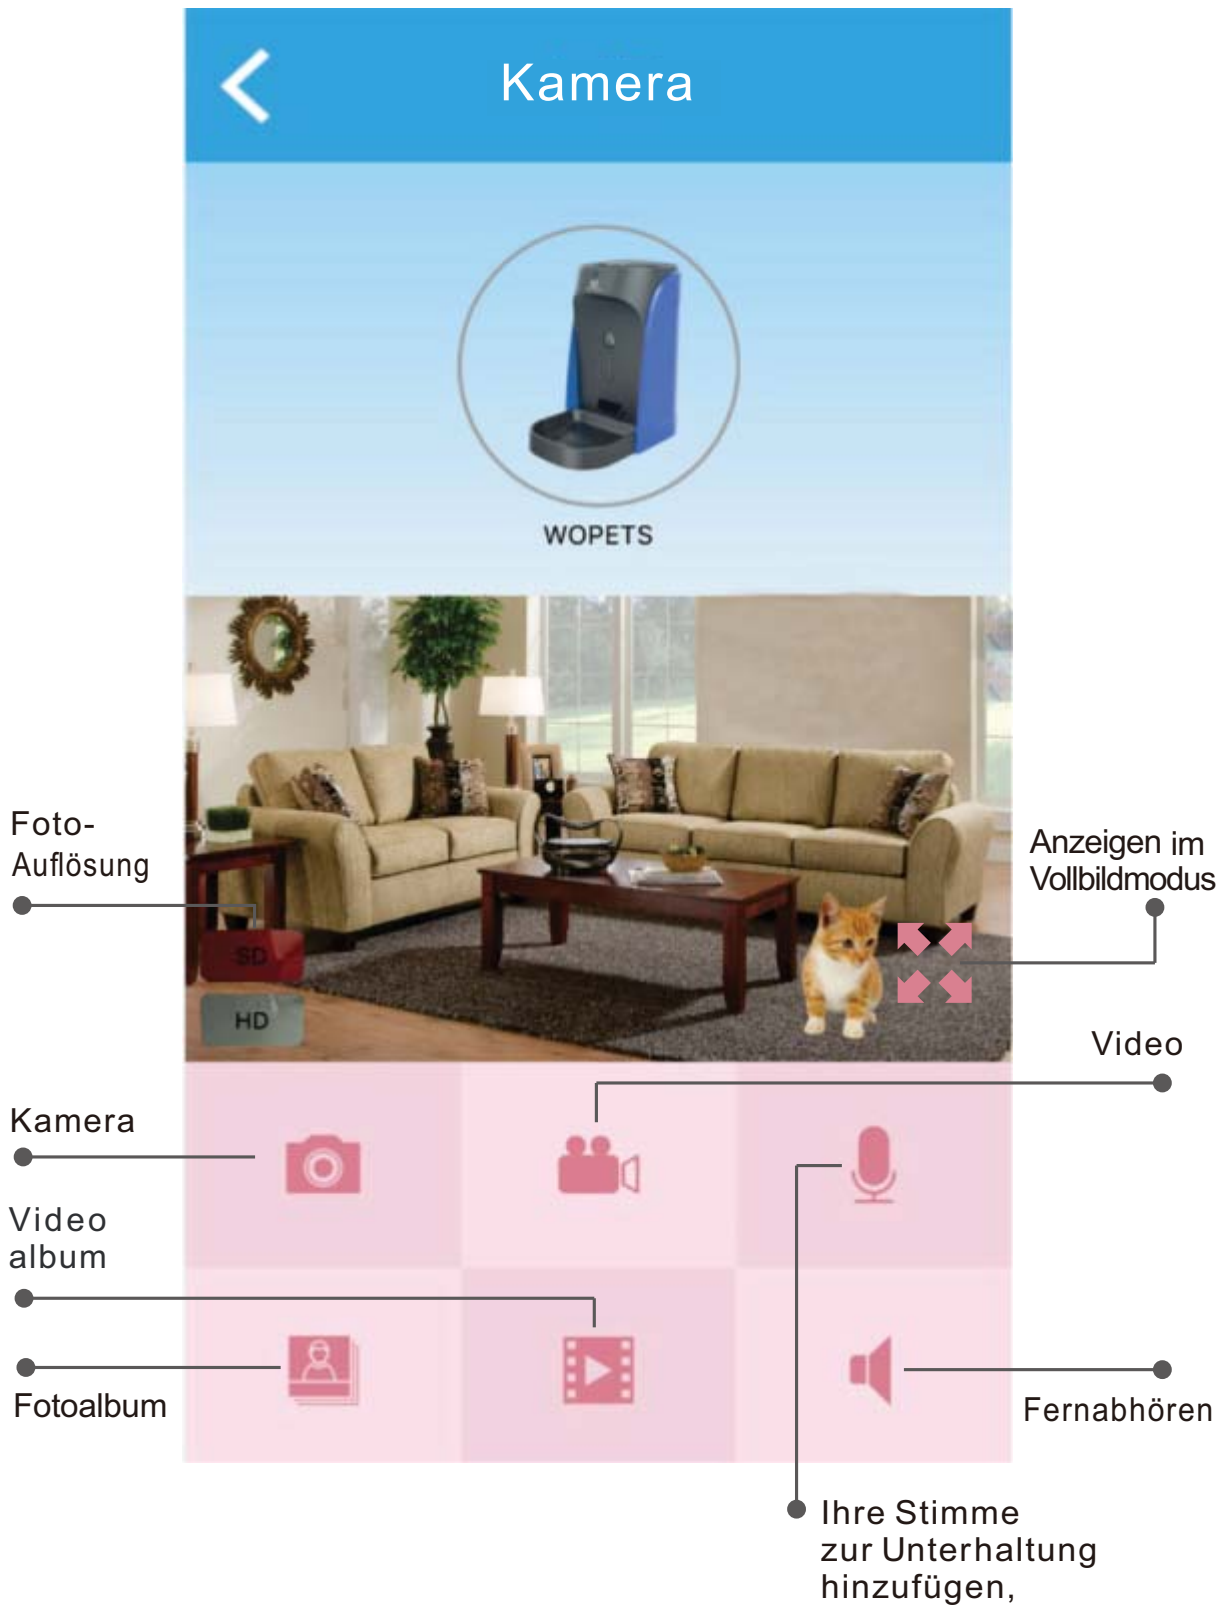 Kamera
WOPETS
Foto-
Auflösung
Anzeigen im
Vollbildmodus
SD
HD
Video
Kamera
Video
album
Fotoalbum
Fernabhören
Ihre Stimme
zur Unterhaltung
hinzufügen,